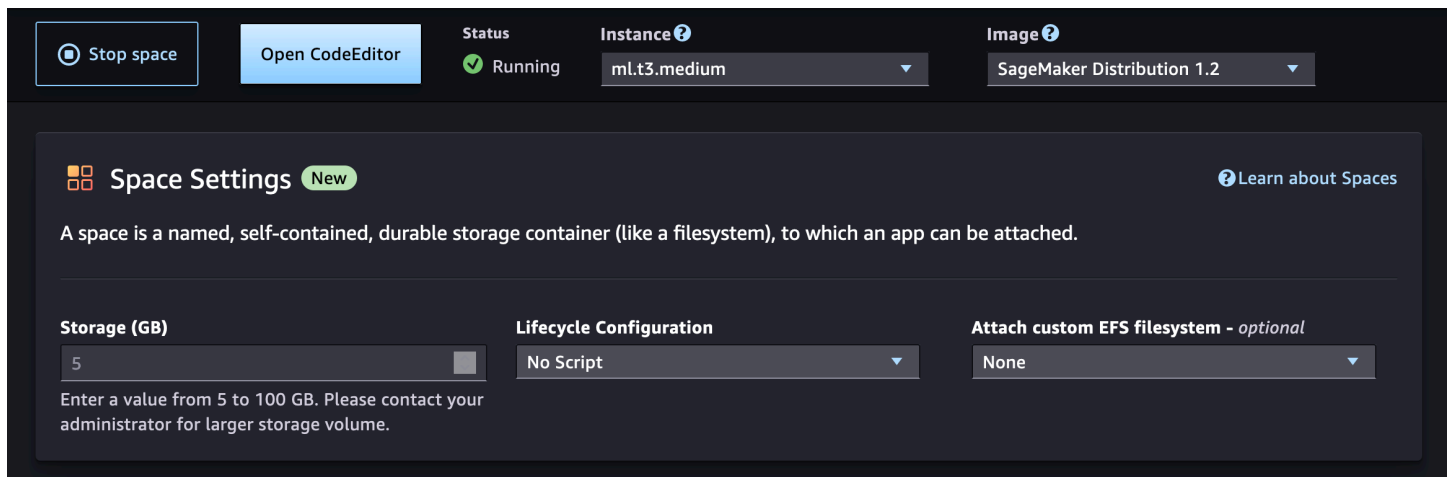 Stop space
Open CodeEditor
Status
Running
Instance
ml.t3.medium
Image
SageMaker Distribution 1.2
Space Settings New
Learn about Spaces
A space is a named, self-contained, durable storage container (like a filesystem), to which an app can be attached.
Storage (GB)
5
Enter a value from 5 to 100 GB. Please contact your
administrator for larger storage volume.
Lifecycle Configuration
No Script
Attach custom EFS filesystem - optional
None